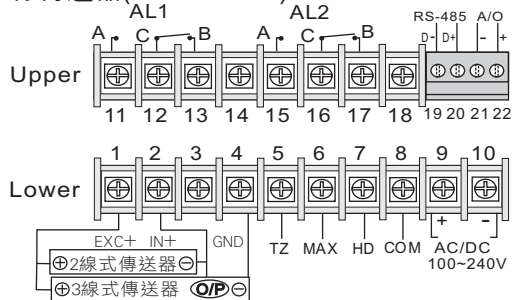 AL1 AL2
A C B A C B RS-485 A/O
D- D+ - +
Upper
11 12 13 14 15 16 17 18 19 20 21 22
1 2 3 4 5 6 7 8 9 10
Lower
+ -
EXC+ IN+ GND TZ MAX HD COM AC/DC
100~240V
⊕2線式傳送器⊖
⊕3線式傳送器 O/P⊖